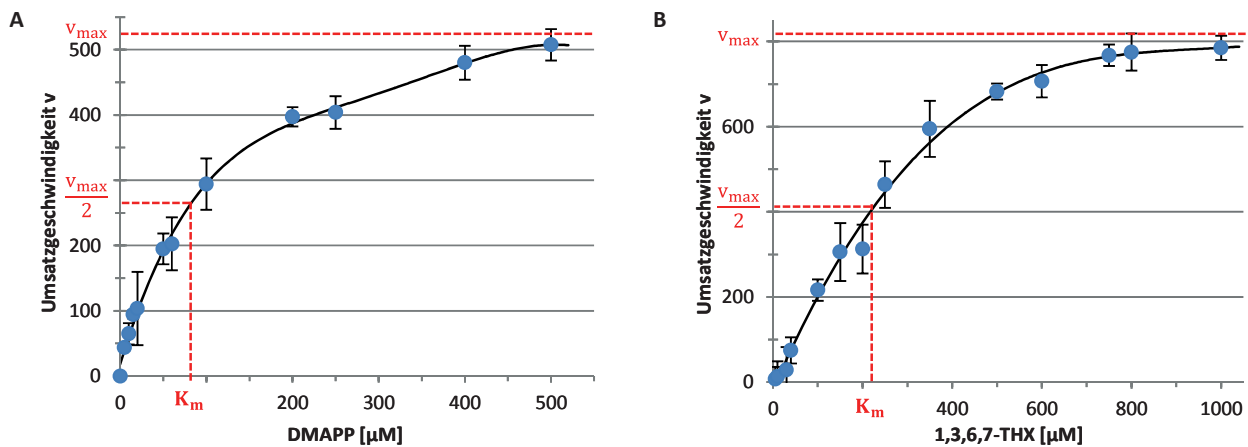 A
Umsatzgeschwindigkeit v
v_max
500
400
v_max
2
200
100
0
K_m
0
100
200
300
400
500
DMAPP [µM]
B
Umsatzgeschwindigkeit v
v_max
600
v_max
2
200
0
K_m
0
200
400
600
800
1000
1,3,6,7-THX [µM]